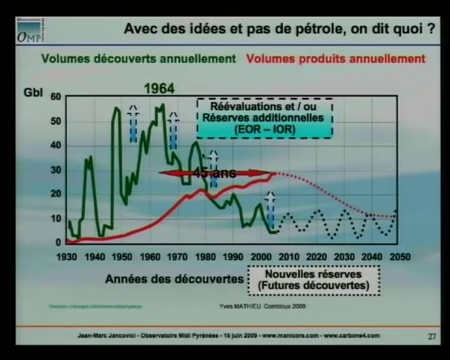 OMP
Avec des idées et pas de pétrole, on dit quoi ?
Volumes découverts annuellement Volumes produits annuellement
1964
Gbl
Réévaluations et / ou
Réserves additionnelles
(EOR – IOR)
60
50
40
30
20
10
0
45 ans
1930 1940 1950 1960 1970 1980 1990 2000 2010 2020 2030 2040 2050
Années des découvertes
Nouvelles réserves
(Futures découvertes)
Yves MATHIEU Combloux 2009
Jean-Marc Jancovici - Observatoire Midi Pyrénées - 16 juin 2009 - www.manicore.com - www.carbone4.com
27